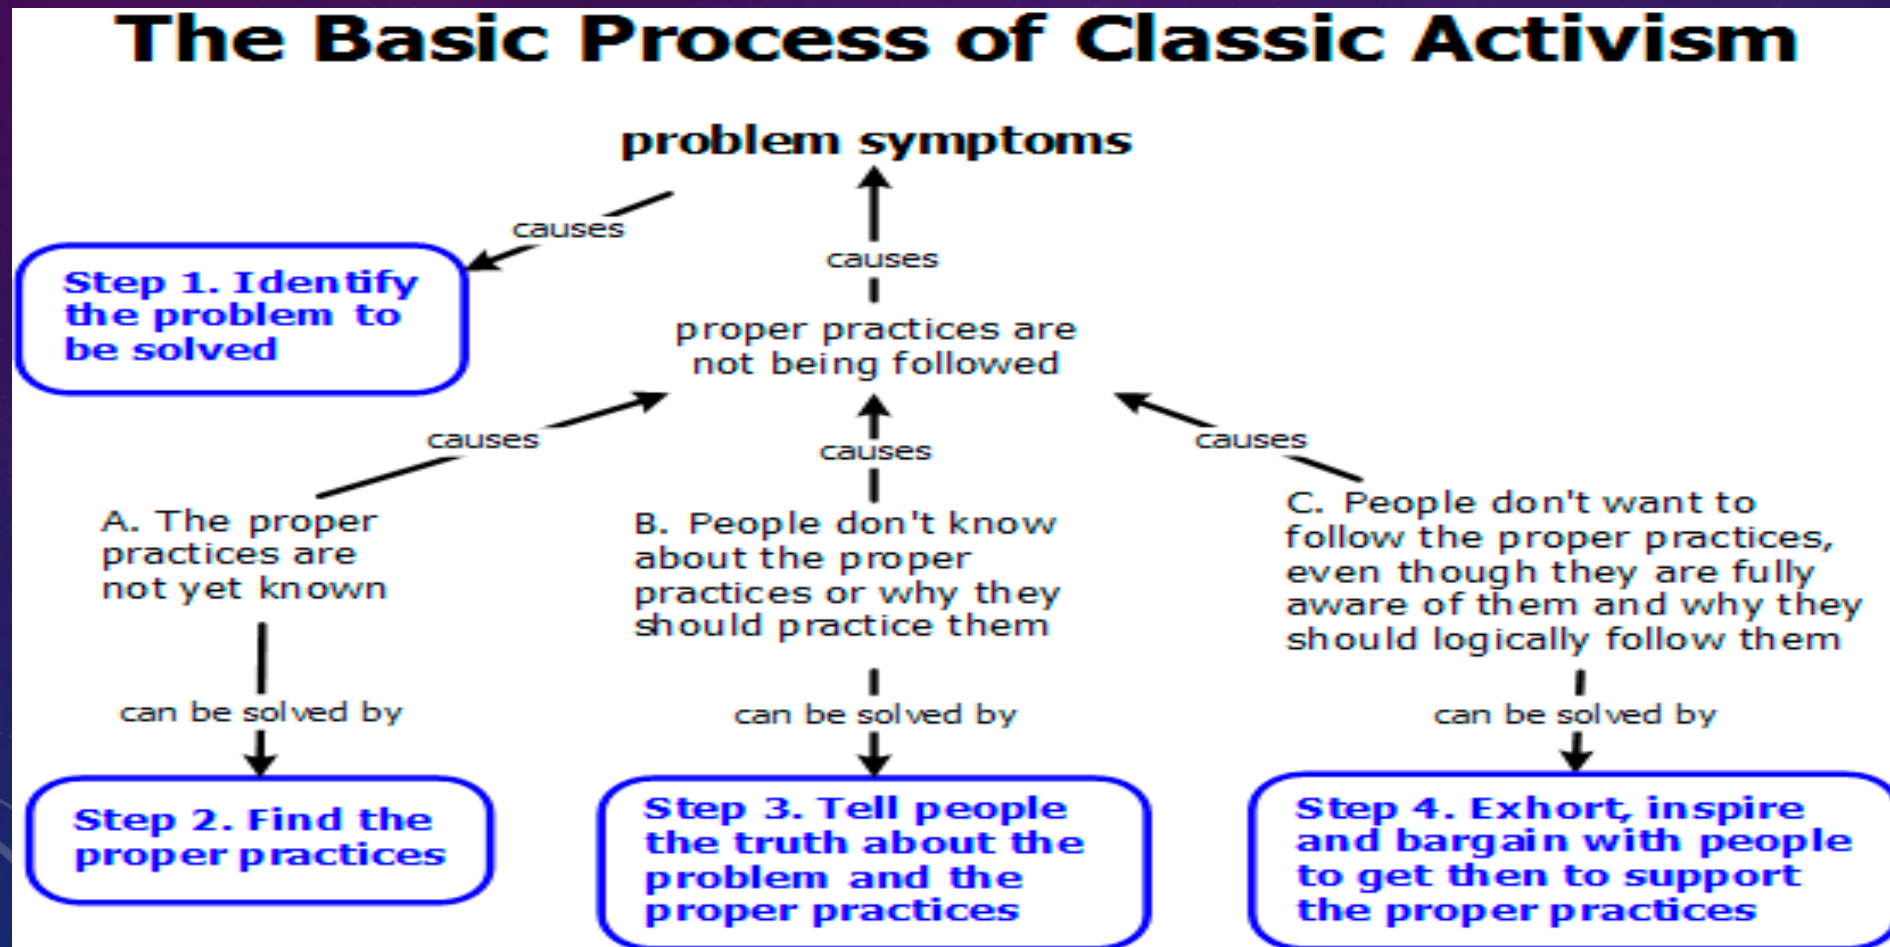 The Basic Process of Classic Activism
problem symptoms
causes
causes
Step 1. Identify
the problem to
be solved
proper practices are
not being followed
causes
causes
causes
A. The proper
practices are
not yet known
B. People don't know
about the proper
practices or why they
should practice them
C. People don't want to
follow the proper practices,
even though they are fully
aware of them and why they
should logically follow them
can be solved by
can be solved by
can be solved by
Step 2. Find the
proper practices
Step 3. Tell people
the truth about the
problem and the
proper practices
Step 4. Exhort, inspire
and bargain with people
to get then to support
the proper practices